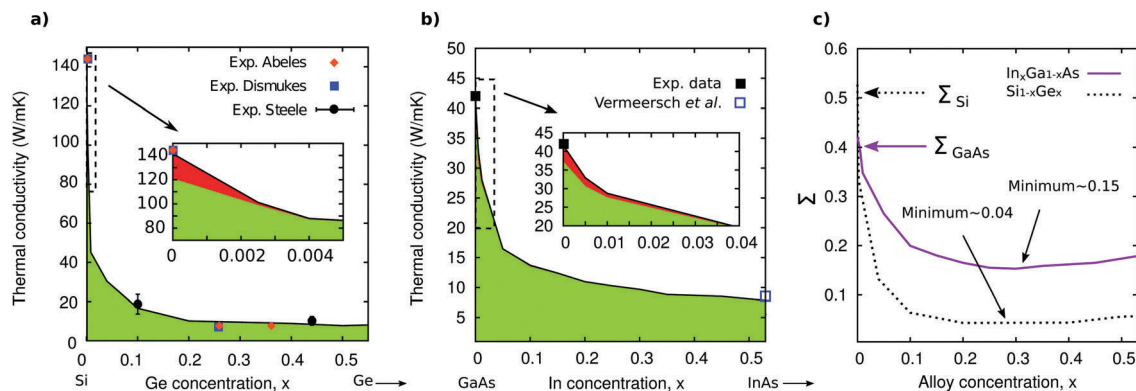 a)
Thermal conductivity (W/mK)
140
120
100
80
60
40
20
0
Exp. Abeles
Exp. Dismukes
Exp. Steele
140
120
100
80
0 0.002 0.004
0 0.1 0.2 0.3 0.4 0.5
Si Ge concentration, x Ge
b)
Thermal conductivity (W/mK)
50
45
40
35
30
25
20
15
10
5
Exp. data
Vermeersch et al.
45
40
35
30
25
20
0 0.01 0.02 0.03 0.04
0 0.1 0.2 0.3 0.4 0.5
GaAs In concentration, x InAs
c)
Σ
0.6
0.5
0.4
0.3
0.2
0.1
InxGa1-xAs
Si1-xGex
ΣSi
ΣGaAs
Minimum~0.15
Minimum~0.04
0 0.1 0.2 0.3 0.4 0.5
Alloy concentration, x